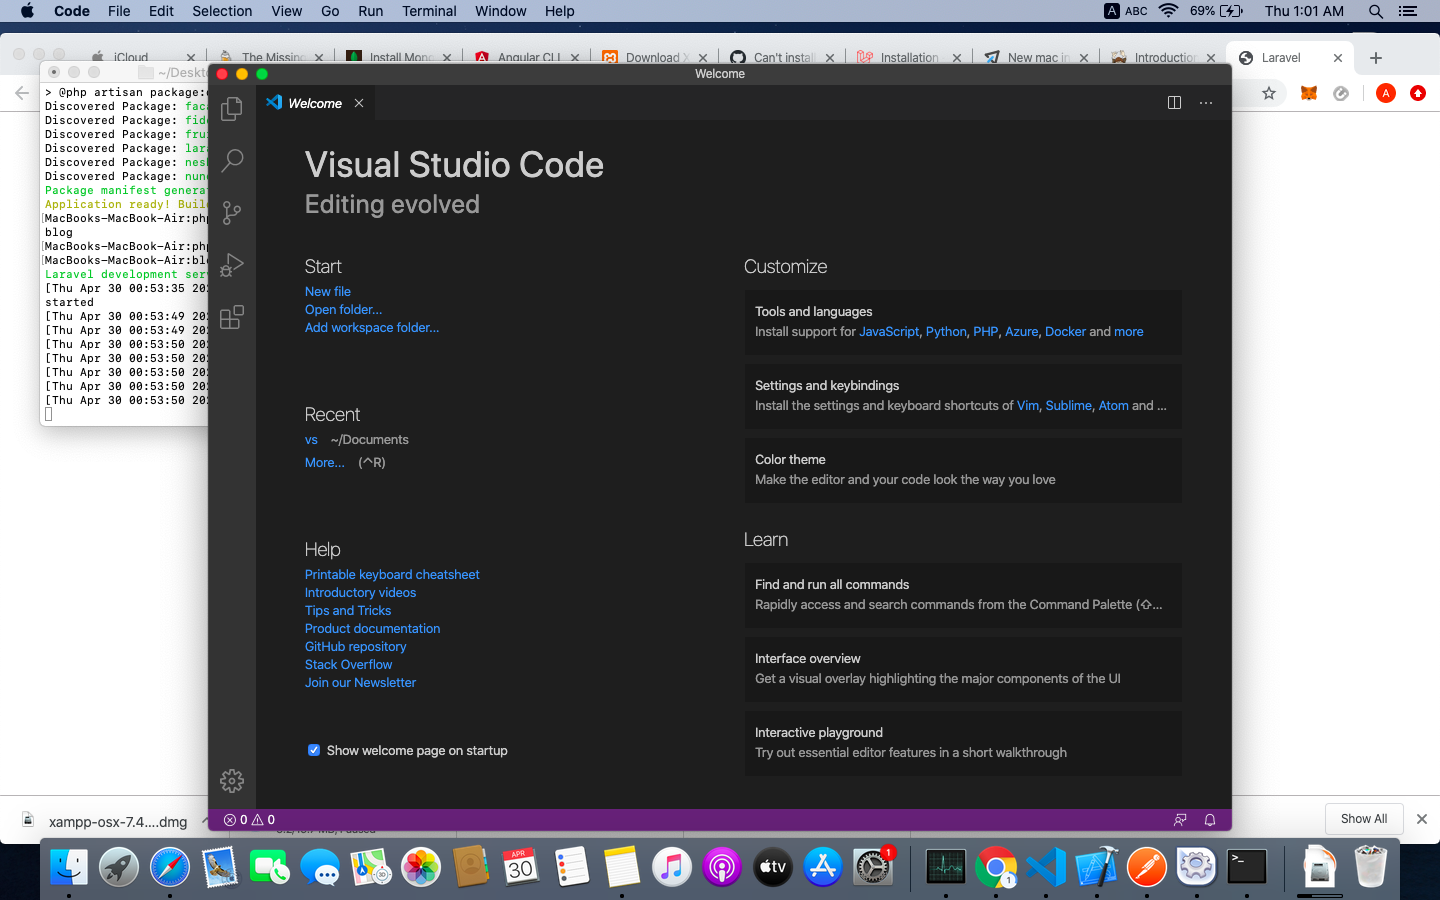 Code File Edit Selection View Go Run Terminal Window Help
A ABC 69% Thu 1:01 AM
iCloud The Missing Install Mong Angular CLI Download X Can't install Installation New mac in Introduction Laravel
~/Desktop
Welcome
> @php artisan package:
Discovered Package: fac
Discovered Package: fid
Discovered Package: fru
Discovered Package: lar
Discovered Package: nes
Discovered Package: nun
Package manifest genera
Application ready! Buil
[MacBooks-MacBook-Air:ph
blog
[MacBooks-MacBook-Air:ph
[MacBooks-MacBook-Air:bl
Laravel development ser
[Thu Apr 30 00:53:35 20
started
[Thu Apr 30 00:53:49 20
[Thu Apr 30 00:53:49 20
[Thu Apr 30 00:53:50 20
[Thu Apr 30 00:53:50 20
[Thu Apr 30 00:53:50 20
[Thu Apr 30 00:53:50 20
[Thu Apr 30 00:53:50 20
Welcome
A
Visual Studio Code
Editing evolved
Start
New file
Open folder...
Add workspace folder...
Recent
vs ~/Documents
More... (^R)
Help
Printable keyboard cheatsheet
Introductory videos
Tips and Tricks
Product documentation
GitHub repository
Stack Overflow
Join our Newsletter
Show welcome page on startup
Customize
Tools and languages
Install support for JavaScript, Python, PHP, Azure, Docker and more
Settings and keybindings
Install the settings and keyboard shortcuts of Vim, Sublime, Atom and ...
Color theme
Make the editor and your code look the way you love
Learn
Find and run all commands
Rapidly access and search commands from the Command Palette (⇧...
Interface overview
Get a visual overlay highlighting the major components of the UI
Interactive playground
Try out essential editor features in a short walkthrough
0 0
xampp-osx-7.4....dmg
Show All
APR
30
tv
1
1
>_